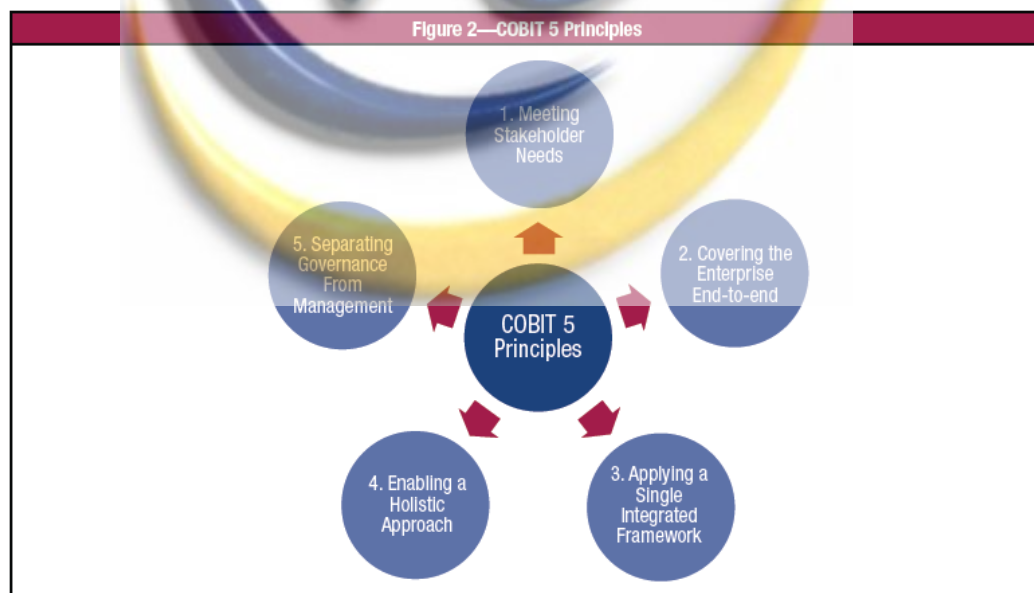 Figure 2—COBIT 5 Principles
1. Meeting
Stakeholder
Needs
2. Covering the
Enterprise
End-to-end
3. Applying a
Single
Integrated
Framework
4. Enabling a
Holistic
Approach
5. Separating
Governance
From
Management
COBIT 5
Principles